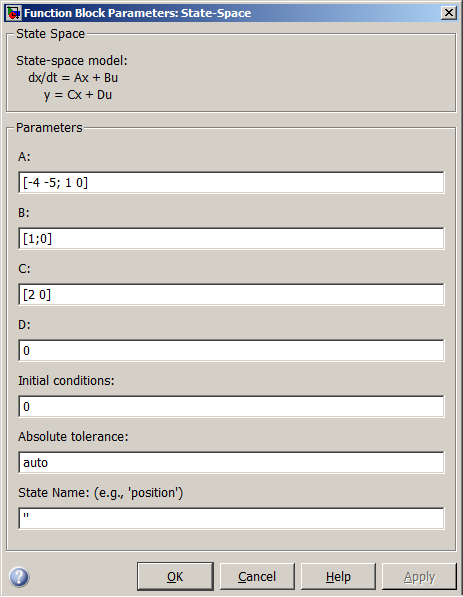 Function Block Parameters: State-Space
State Space
State-space model:
dx/dt = Ax + Bu
y = Cx + Du
Parameters
A:
[-4 -5; 1 0]
B:
[1;0]
C:
[2 0]
D:
0
Initial conditions:
0
Absolute tolerance:
auto
State Name: (e.g., 'position')
''
OK Cancel Help Apply